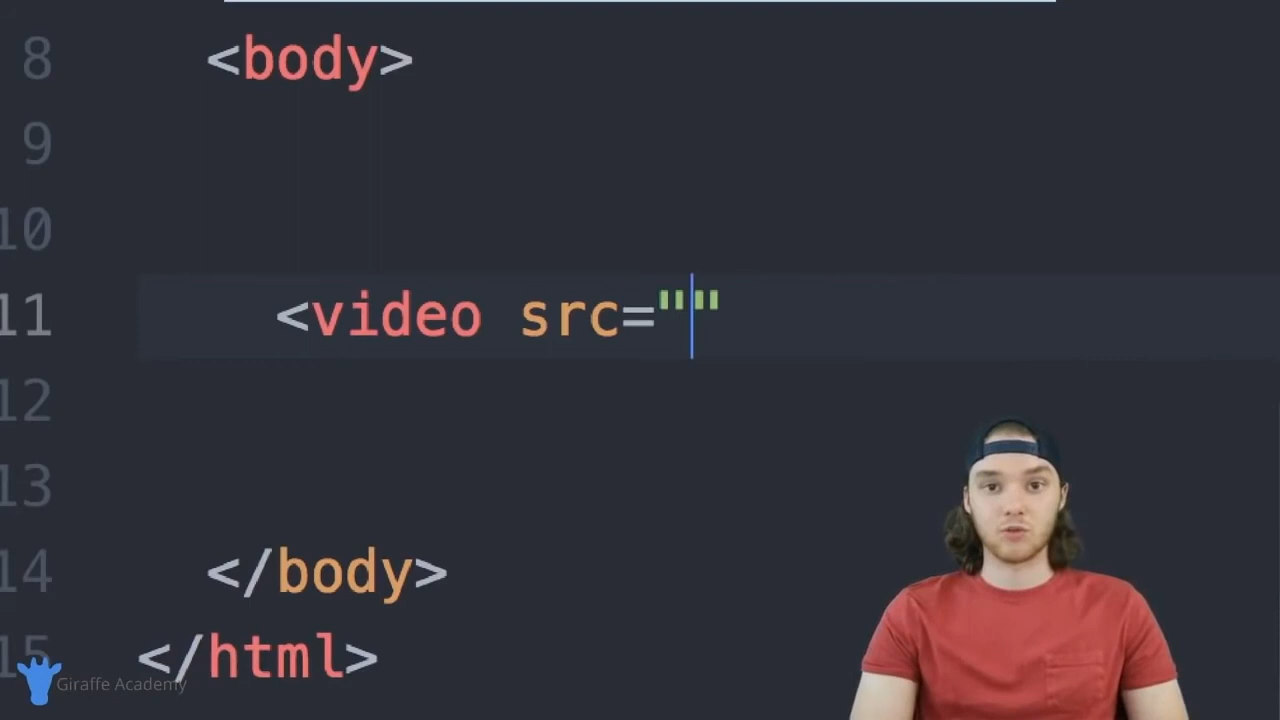 8 <body>
9
10
11 <video src=""
12
13
14 </body>
15 </html>
Giraffe Academy